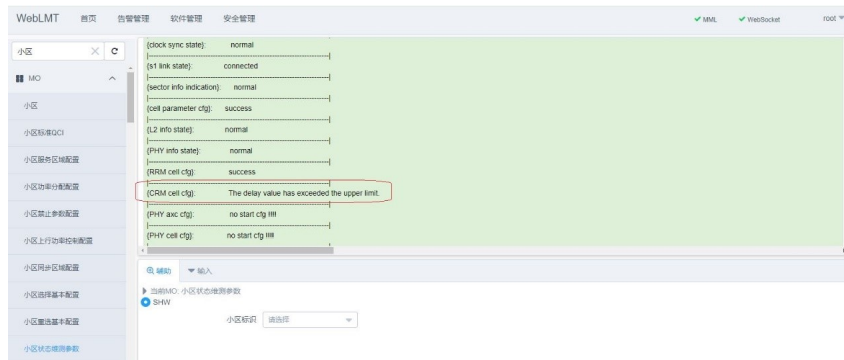 WebLMT 首页 告警管理 软件管理 安全管理 ✔ MML ✔ WebSocket root
小区
MO
小区
小区标准QCI
小区服务区域配置
小区功率分配配置
小区禁止参数配置
小区上行功率控制配置
小区同步区域配置
小区选择基本配置
小区重选基本配置
小区状态维测参数
{clock sync state}: normal
|-----------------------------------------------------------|
{s1 link state}: connected
|-----------------------------------------------------------|
{sector info indication}: normal
|-----------------------------------------------------------|
{cell parameter cfg}: success
|-----------------------------------------------------------|
{L2 info state}: normal
|-----------------------------------------------------------|
{PHY info state}: normal
|-----------------------------------------------------------|
{RRM cell cfg}: success
|-----------------------------------------------------------|
{CRM cell cfg}: The delay value has exceeded the upper limit.
|-----------------------------------------------------------|
{PHY axc cfg}: no start cfg !!!!
|-----------------------------------------------------------|
{PHY cell cfg}: no start cfg !!!!
辅助 输入
当前MO: 小区状态维测参数
SHW
小区标识 请选择